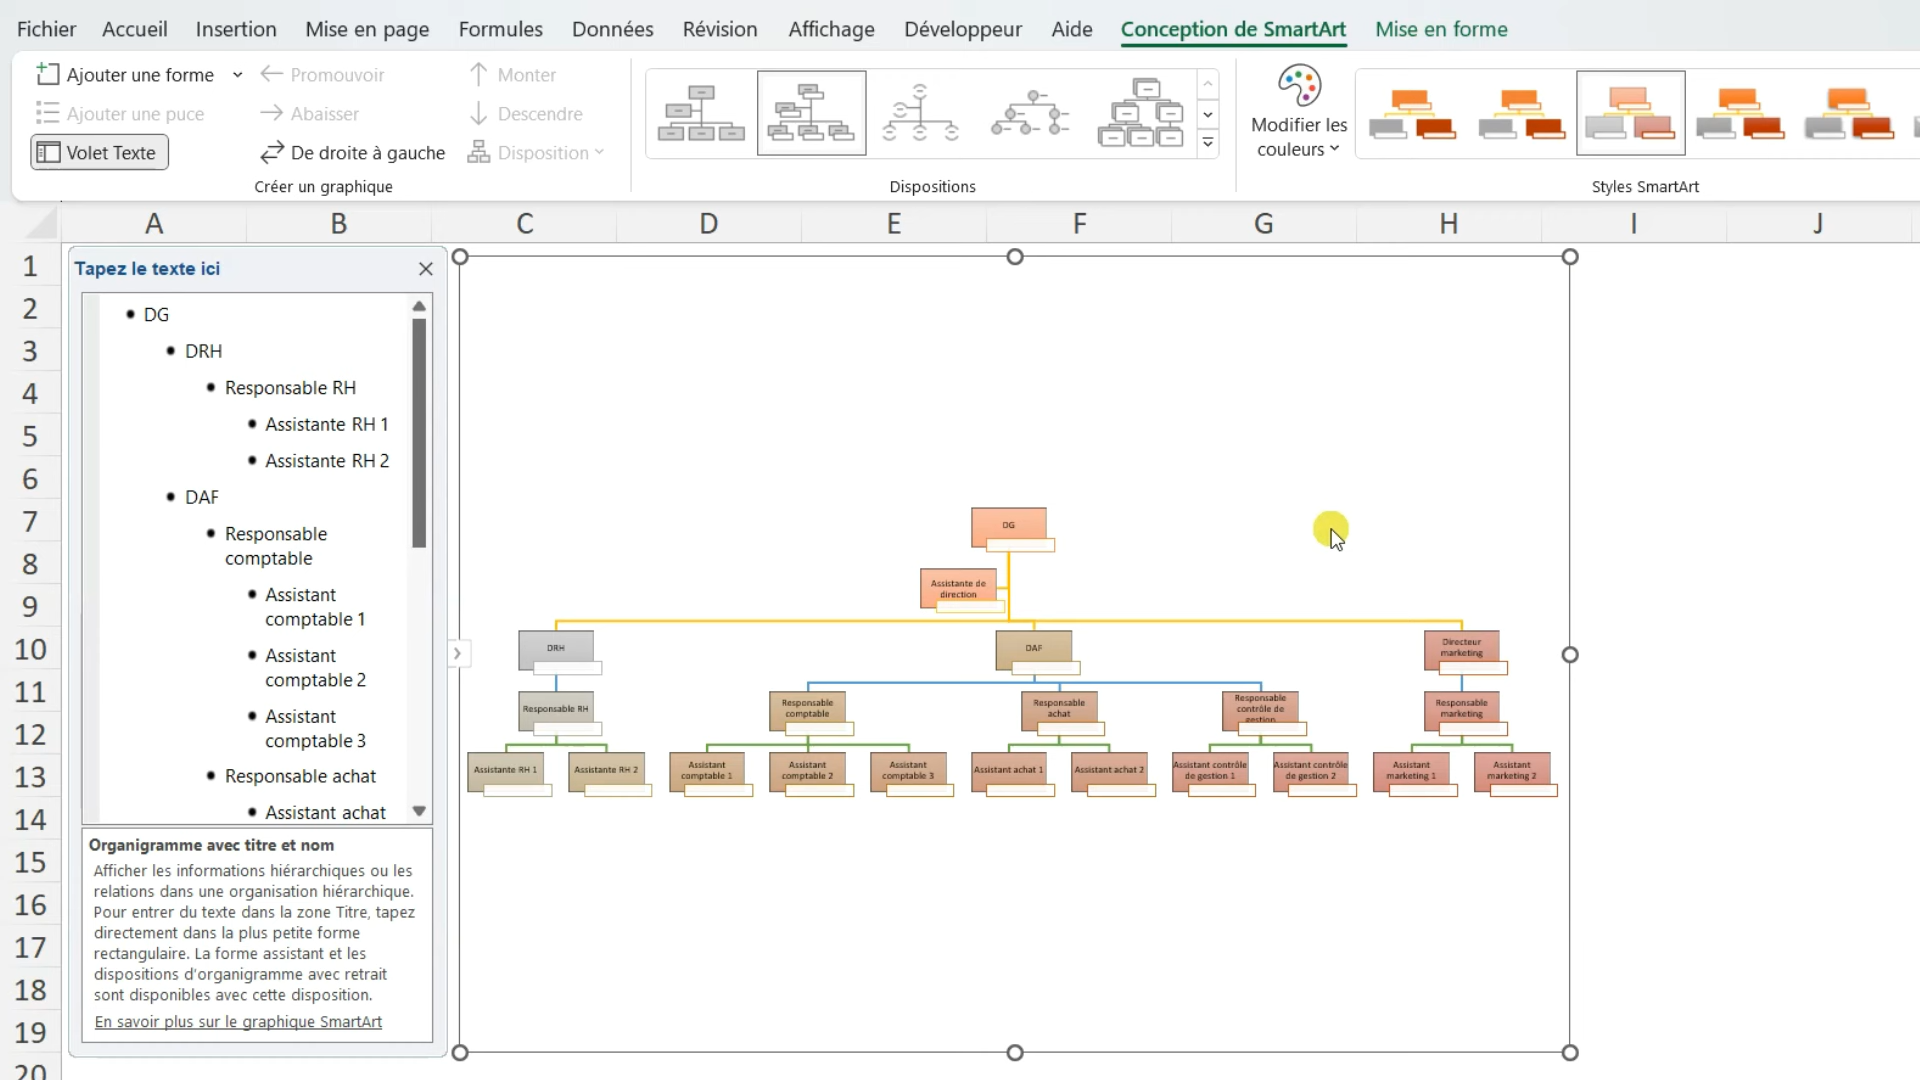 Fichier Accueil Insertion Mise en page Formules Données Révision Affichage Développeur Aide Conception de SmartArt Mise en forme
Ajouter une forme Promouvoir Monter
Ajouter une puce Abaisser Descendre
Volet Texte De droite à gauche Disposition
Créer un graphique
Dispositions
Modifier les
couleurs
Styles SmartArt
A B C D E F G H I J
1
2
3
4
5
6
7
8
9
10
11
12
13
14
15
16
17
18
19
20
Tapez le texte ici
DG
DRH
Responsable RH
Assistante RH 1
Assistante RH 2
DAF
Responsable
comptable
Assistant
comptable 1
Assistant
comptable 2
Assistant
comptable 3
Responsable achat
Assistant achat
Organigramme avec titre et nom
Afficher les informations hiérarchiques ou les
relations dans une organisation hiérarchique.
Pour entrer du texte dans la zone Titre, tapez
directement dans la plus petite forme
rectangulaire. La forme assistant et les
dispositions d'organigramme avec retrait
sont disponibles avec cette disposition.
En savoir plus sur le graphique SmartArt
DG
Assistante de
direction
DRH
DAF
Directeur
marketing
Responsable RH
Responsable
comptable
Responsable
achat
Responsable
contrôle de
gestion
Responsable
marketing
Assistante RH 1
Assistante RH 2
Assistant
comptable 1
Assistant
comptable 2
Assistant
comptable 3
Assistant achat 1
Assistant achat 2
Assistant contrôle
de gestion 1
Assistant contrôle
de gestion 2
Assistant
marketing 1
Assistant
marketing 2